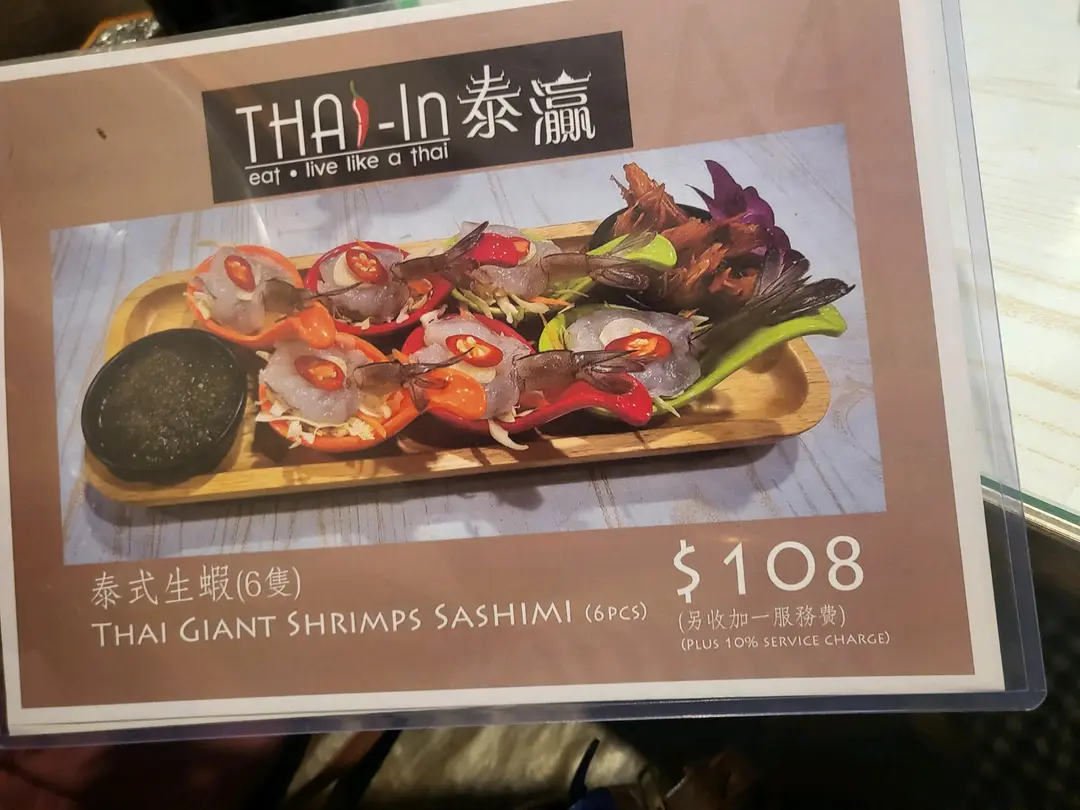 THAI-In 泰瀛
eat • live like a thai
泰式生蝦(6隻)
THAI GIANT SHRIMPS SASHIMI (6PCS)
$108
(另收加一服務費)
(PLUS 10% SERVICE CHARGE)